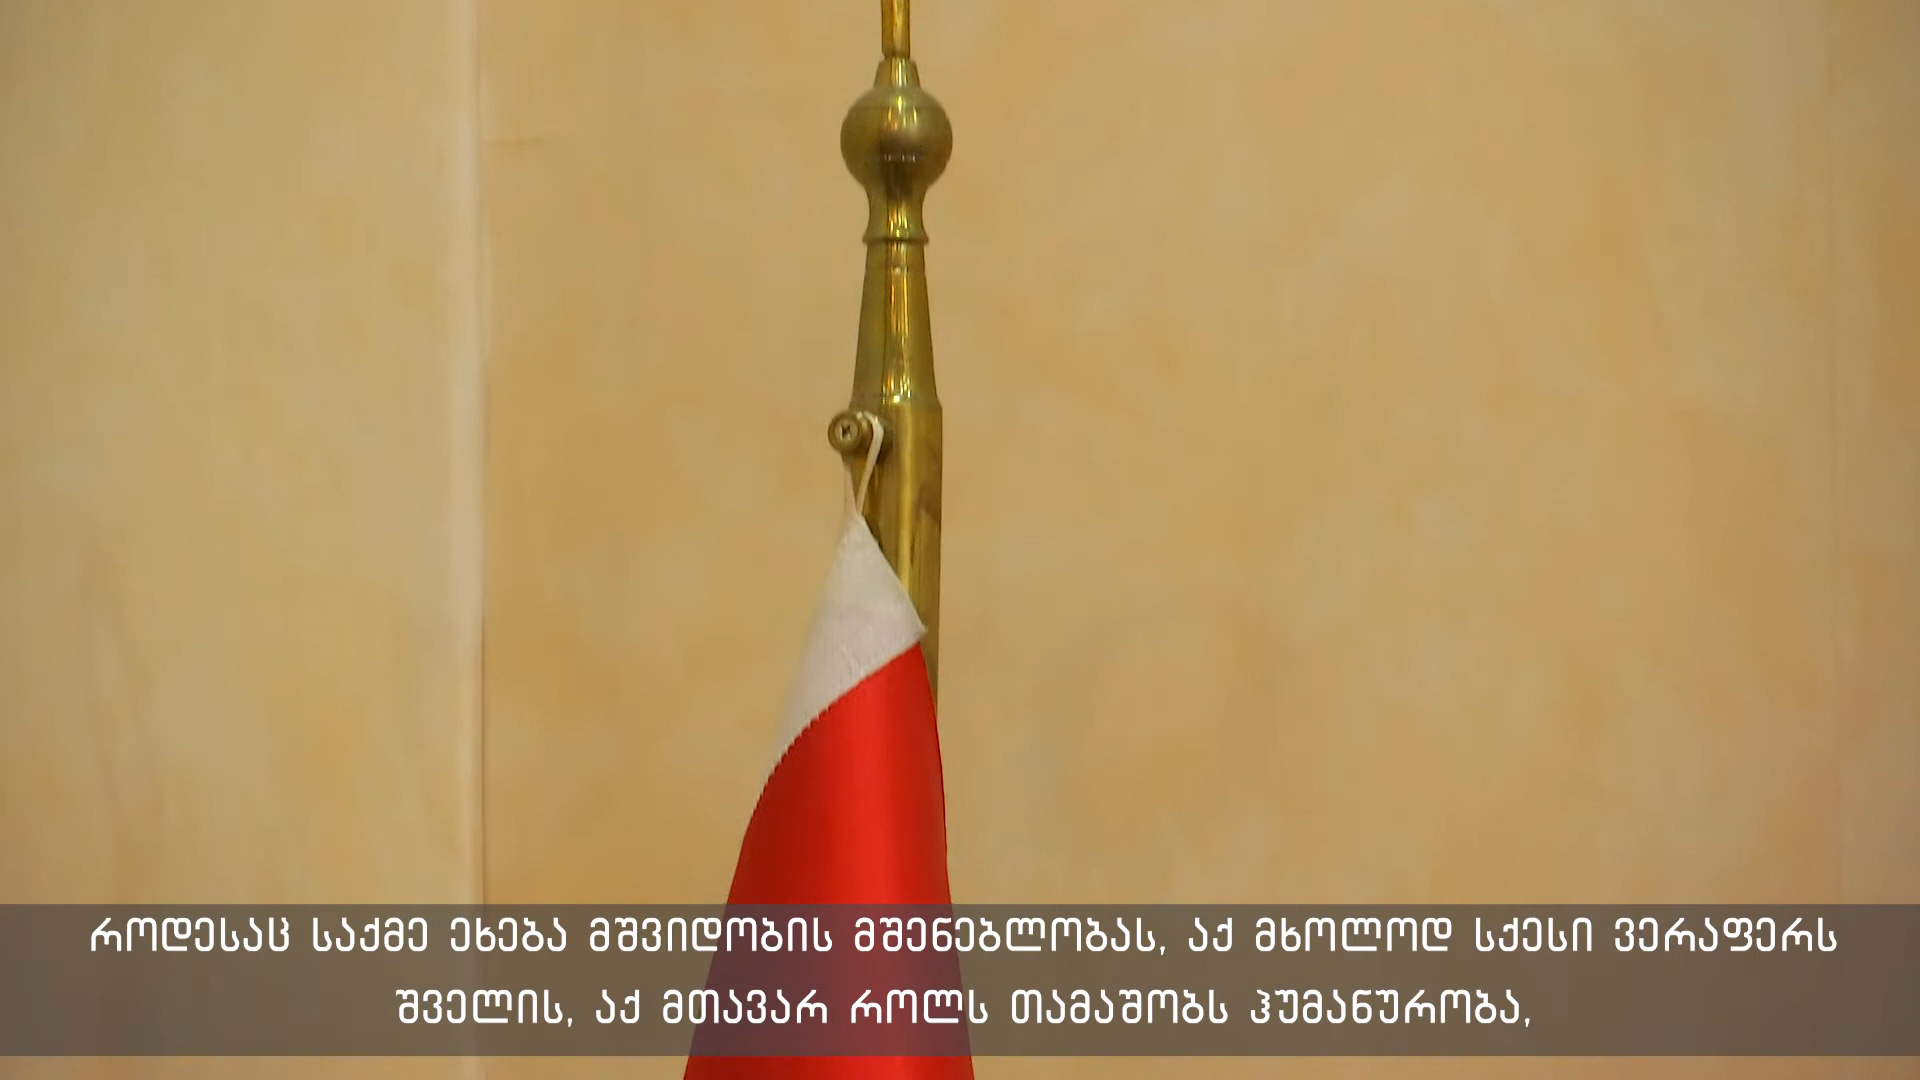 როდესაც საქმე ეხება მშვიდობის მშენებლობას, აქ მხოლოდ სქესი ვერაფერს
შველის, აქ მთავარ როლს თამაშობს ჰუმანურობა,